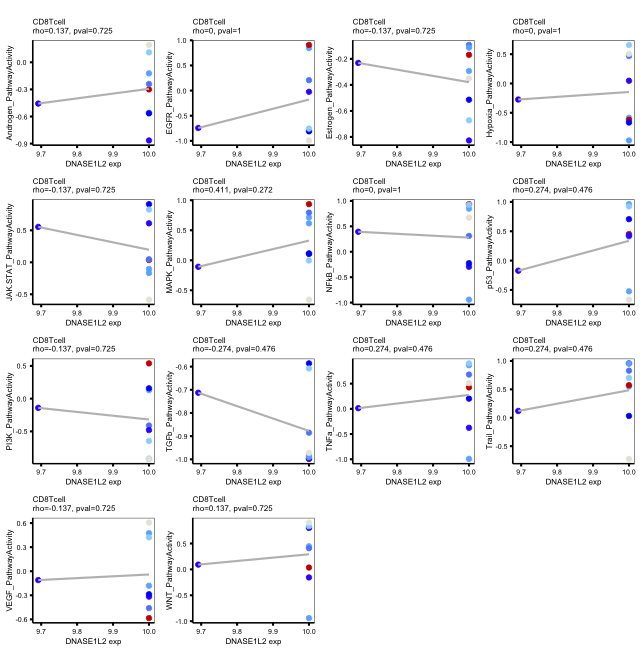 CD8Tcell
rho=0.137, pval=0.725
Androgen_PathwayActivity
0.0
-0.3
-0.6
-0.9
9.7
9.8
9.9
10.0
DNASE1L2 exp
CD8Tcell
rho=0, pval=1
EGFR_PathwayActivity
1.0
0.5
0.0
-0.5
-1.0
9.7
9.8
9.9
10.0
DNASE1L2 exp
CD8Tcell
rho=-0.137, pval=0.725
Estrogen_PathwayActivity
-0.2
-0.4
-0.6
-0.8
9.7
9.8
9.9
10.0
DNASE1L2 exp
CD8Tcell
rho=0, pval=1
Hypoxia_PathwayActivity
0.5
0.0
-0.5
-1.0
9.7
9.8
9.9
10.0
DNASE1L2 exp
CD8Tcell
rho=-0.137, pval=0.725
JAK.STAT_PathwayActivity
0.5
0.0
-0.5
9.7
9.8
9.9
10.0
DNASE1L2 exp
CD8Tcell
rho=0.411, pval=0.272
MAPK_PathwayActivity
1.0
0.5
0.0
-0.5
9.7
9.8
9.9
10.0
DNASE1L2 exp
CD8Tcell
rho=0, pval=1
NFkB_PathwayActivity
1.0
0.5
0.0
-0.5
-1.0
9.7
9.8
9.9
10.0
DNASE1L2 exp
CD8Tcell
rho=0.274, pval=0.476
p53_PathwayActivity
1.0
0.5
0.0
-0.5
9.7
9.8
9.9
10.0
DNASE1L2 exp
CD8Tcell
rho=-0.137, pval=0.725
PI3K_PathwayActivity
0.5
0.0
-0.5
9.7
9.8
9.9
10.0
DNASE1L2 exp
CD8Tcell
rho=-0.274, pval=0.476
TGFb_PathwayActivity
-0.6
-0.7
-0.8
-0.9
-1.0
9.7
9.8
9.9
10.0
DNASE1L2 exp
CD8Tcell
rho=0.274, pval=0.476
TNFa_PathwayActivity
0.5
0.0
-0.5
-1.0
9.7
9.8
9.9
10.0
DNASE1L2 exp
CD8Tcell
rho=0.274, pval=0.476
Trail_PathwayActivity
1.0
0.5
0.0
-0.5
9.7
9.8
9.9
10.0
DNASE1L2 exp
CD8Tcell
rho=-0.137, pval=0.725
VEGF_PathwayActivity
0.6
0.3
0.0
-0.3
-0.6
9.7
9.8
9.9
10.0
DNASE1L2 exp
CD8Tcell
rho=0.137, pval=0.725
WNT_PathwayActivity
0.5
0.0
-0.5
-1.0
9.7
9.8
9.9
10.0
DNASE1L2 exp